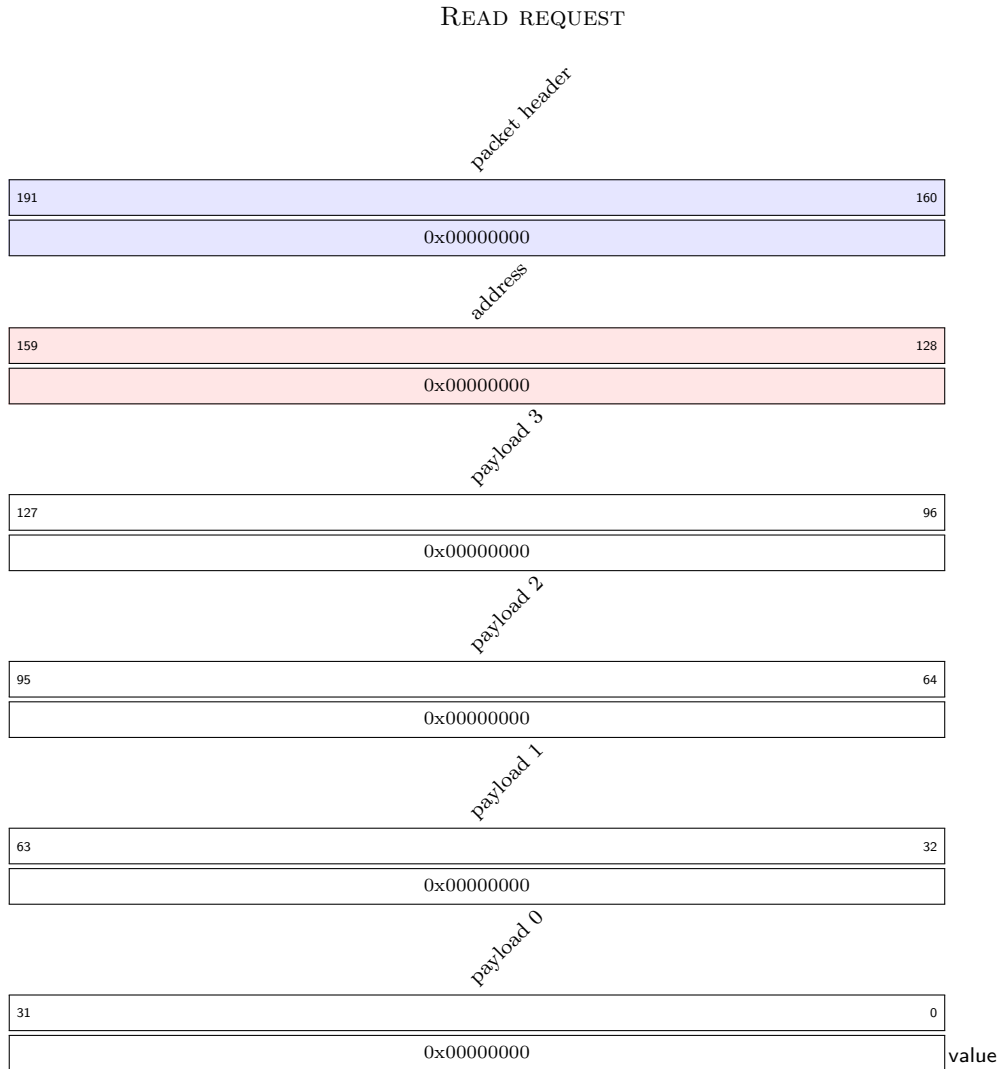 READ REQUEST
packet header
191 160
0x00000000
address
159 128
0x00000000
payload 3
127 96
0x00000000
payload 2
95 64
0x00000000
payload 1
63 32
0x00000000
payload 0
31 0
0x00000000 value